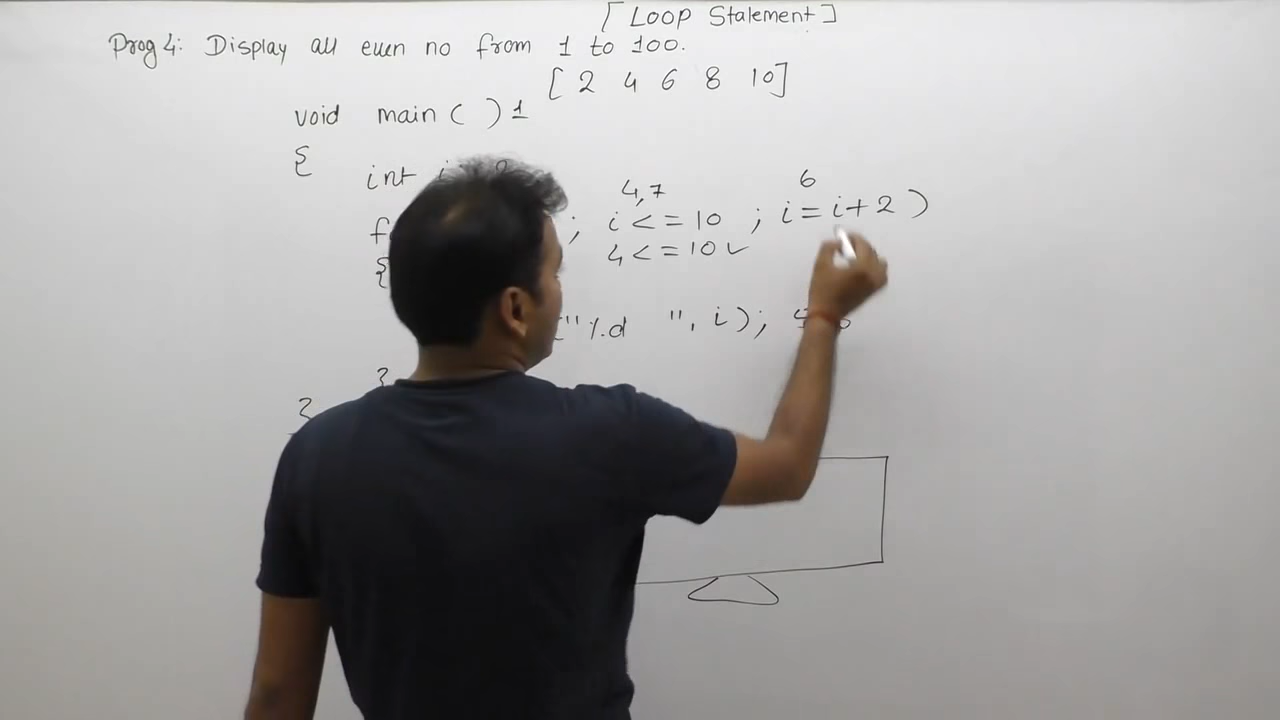 [Loop Statement]
Prog 4: Display all even no from 1 to 100.
[ 2 4 6 8 10]
void main ( ) 1
{
int i
4,7 6
; i <= 10 ; i = i + 2 )
4 <= 10 ✓
{
"%d ", i ) ;
}
}